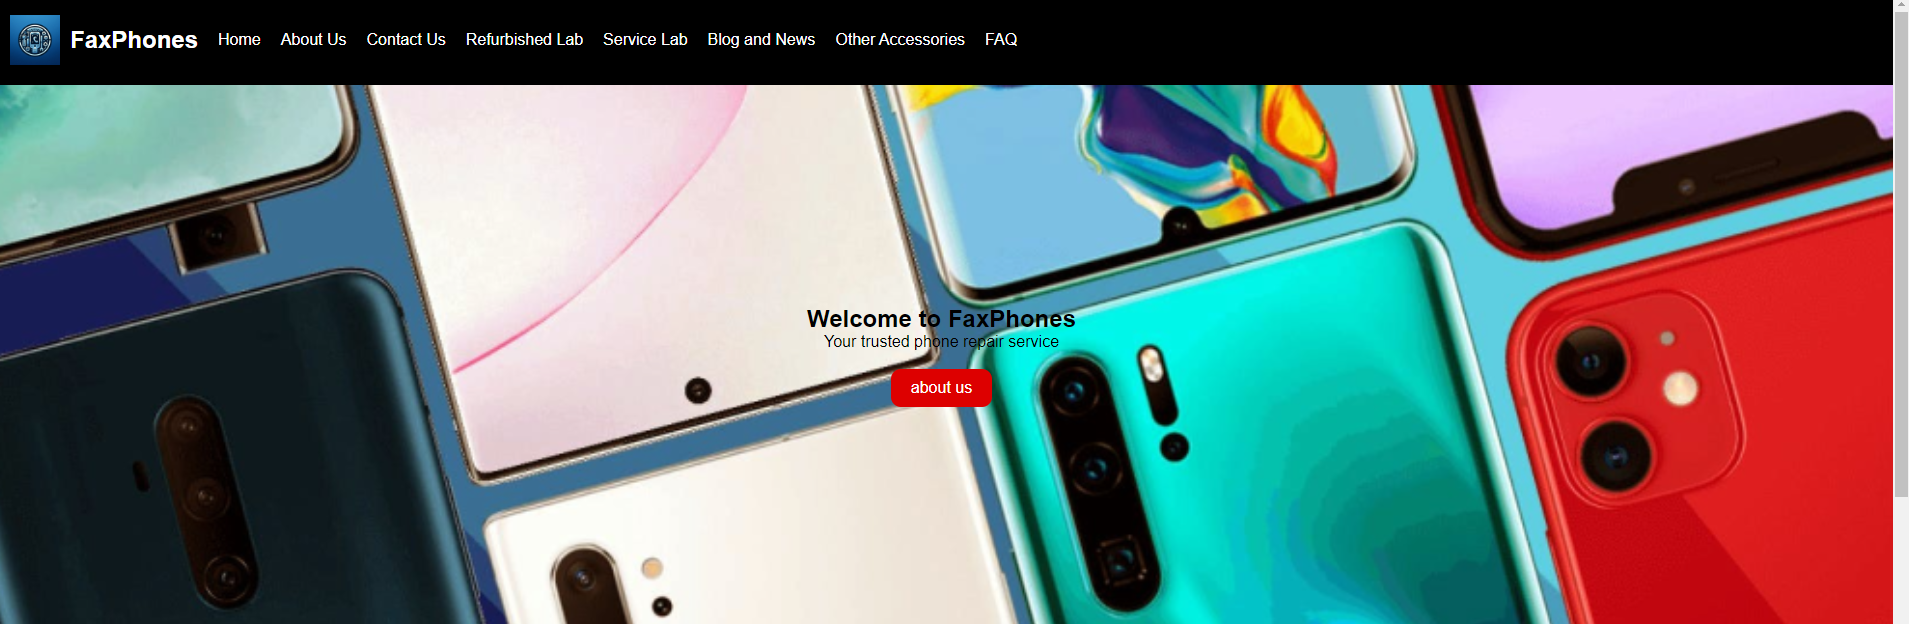 FaxPhones Home About Us Contact Us Refurbished Lab Service Lab Blog and News Other Accessories FAQ
Welcome to FaxPhones
Your trusted phone repair service
about us